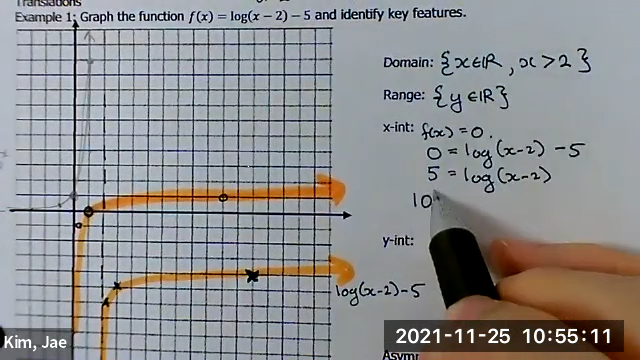 Translations
Example 1: Graph the function f(x) = log(x − 2) − 5 and identify key features.
Domain: {x∈ℝ, x>2}
Range: {y∈ℝ}
x-int: f(x) = 0.
0 = log(x-2) -5
5 = log(x-2)
10
y-int:
log(x-2)-5
Kim, Jae
2021-11-25 10:55:11